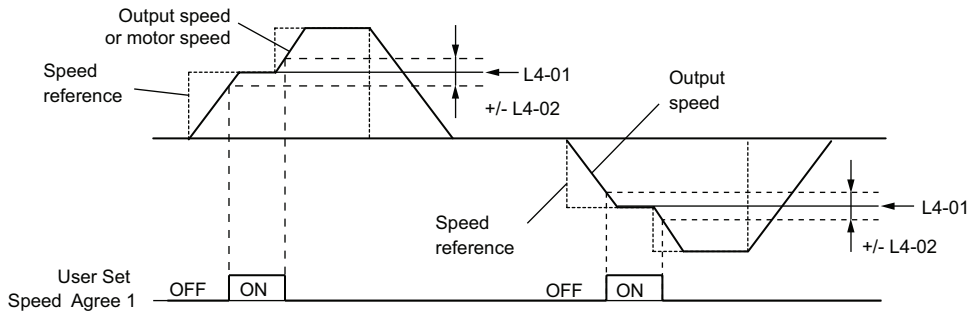 Output speed
or motor speed
Speed
reference
L4-01
+/- L4-02
Output
speed
Speed
reference
L4-01
+/- L4-02
User Set
Speed Agree 1
OFF
ON
OFF
ON